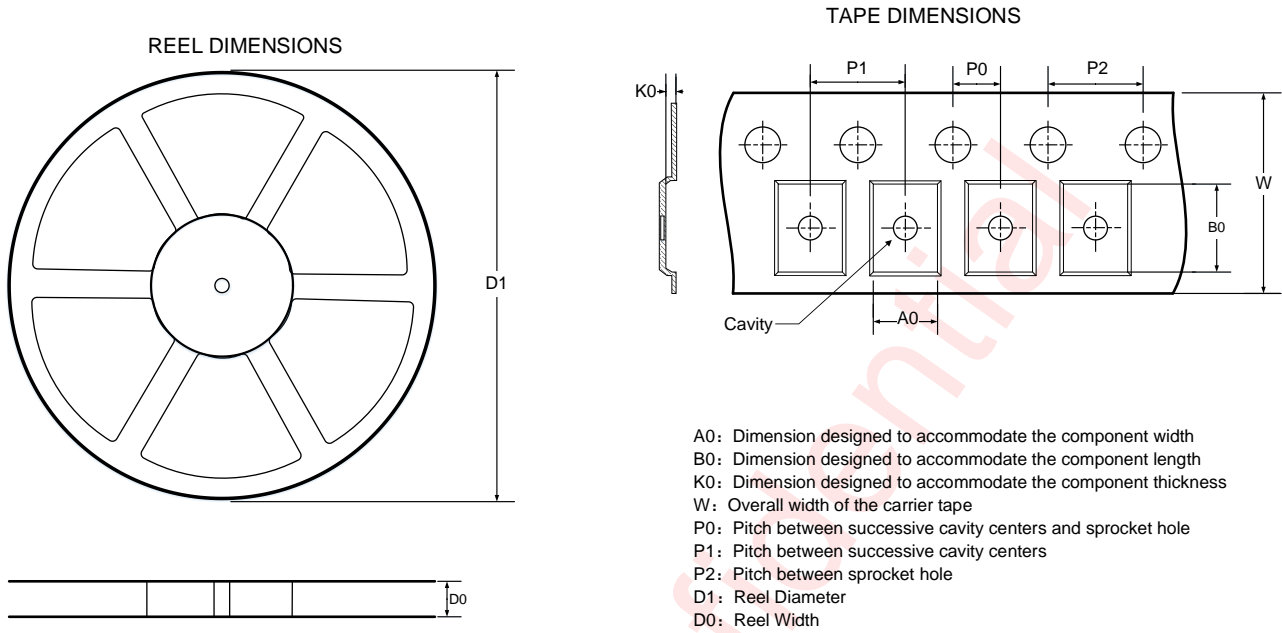 REEL DIMENSIONS
D1
D0
TAPE DIMENSIONS
P1
P0
P2
K0
W
B0
A0
Cavity
A0：Dimension designed to accommodate the component width
B0：Dimension designed to accommodate the component length
K0：Dimension designed to accommodate the component thickness
W：Overall width of the carrier tape
P0：Pitch between successive cavity centers and sprocket hole
P1：Pitch between successive cavity centers
P2：Pitch between sprocket hole
D1：Reel Diameter
D0：Reel Width
fidential